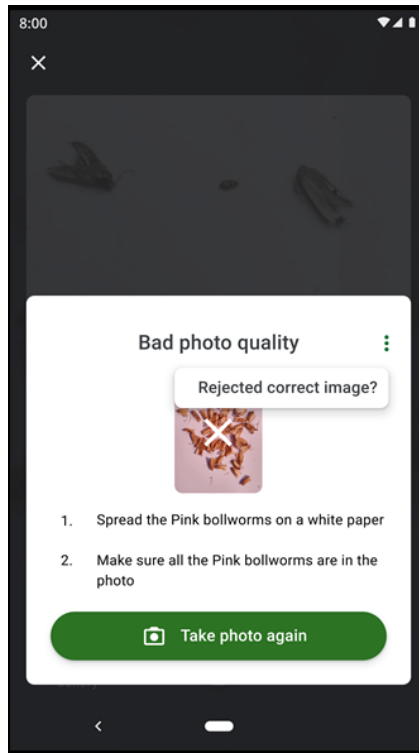 8:00
Bad photo quality
Rejected correct image?
1. Spread the Pink bollworms on a white paper
2. Make sure all the Pink bollworms are in the
photo
Take photo again